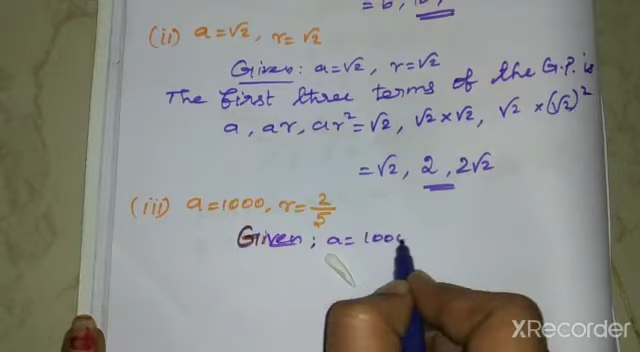 = 6,
(ii) a = √2, r = √2
Given: a = √2, r = √2
The first three terms of the G.P. is
a, ar, ar² = √2, √2 × √2, √2 × (√2)²
= √2, 2, 2√2
(iii) a = 1000, r = 2/5
Given; a = 100
XRecorder